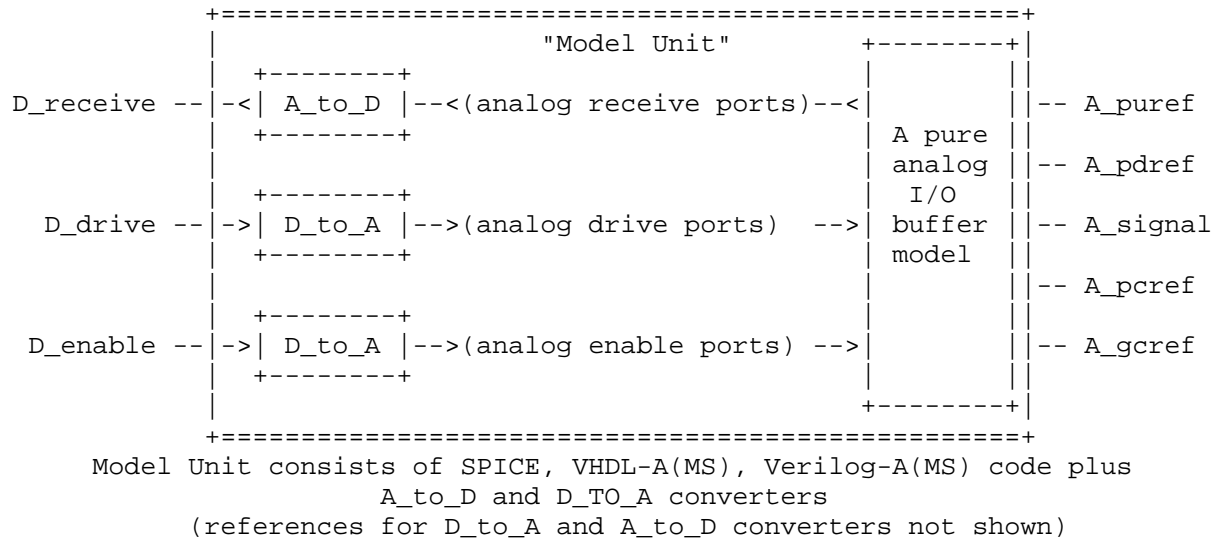 "Model Unit"
D_receive --|-<| A_to_D |--<(analog receive ports)--< -- A_puref
A pure
analog -- A_pdref
I/O
D_drive --|->| D_to_A |-->(analog drive ports) -->| buffer -- A_signal
model
-- A_pcref
D_enable --|->| D_to_A |-->(analog enable ports) -->| -- A_gcref
Model Unit consists of SPICE, VHDL-A(MS), Verilog-A(MS) code plus
A_to_D and D_TO_A converters
(references for D_to_A and A_to_D converters not shown)